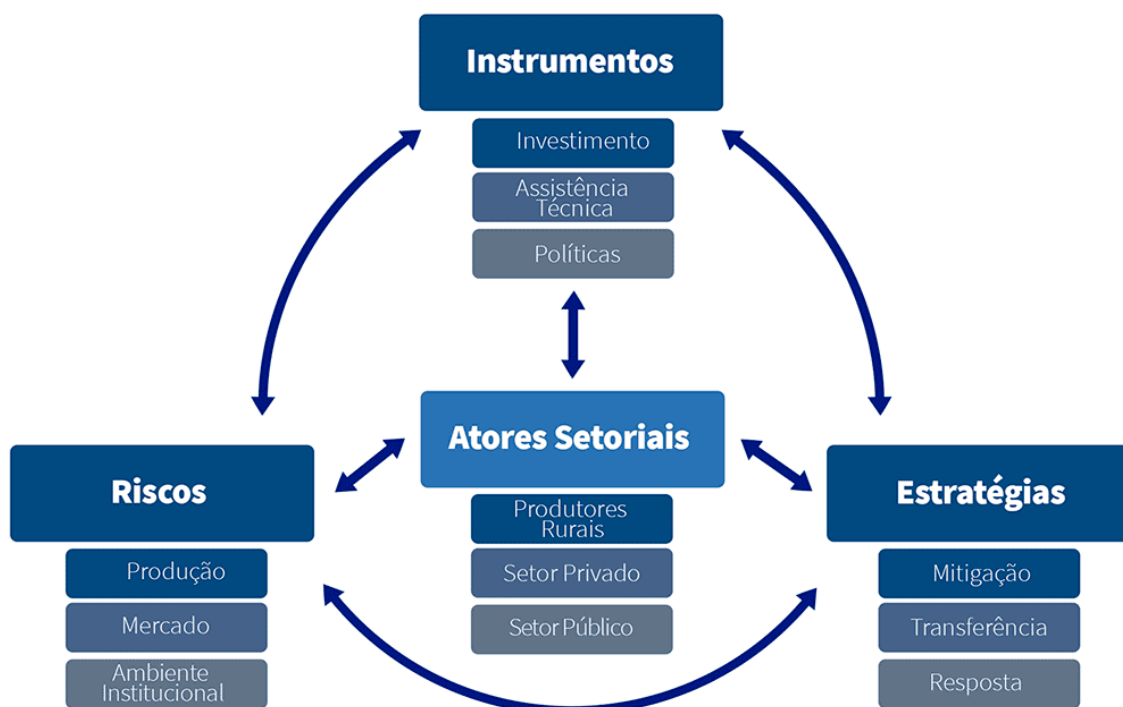 Instrumentos
Investimento
Assistência
Técnica
Políticas
Atores Setoriais
Produtores
Rurais
Setor Privado
Setor Público
Riscos
Produção
Mercado
Ambiente
Institucional
Estratégias
Mitigação
Transferência
Resposta